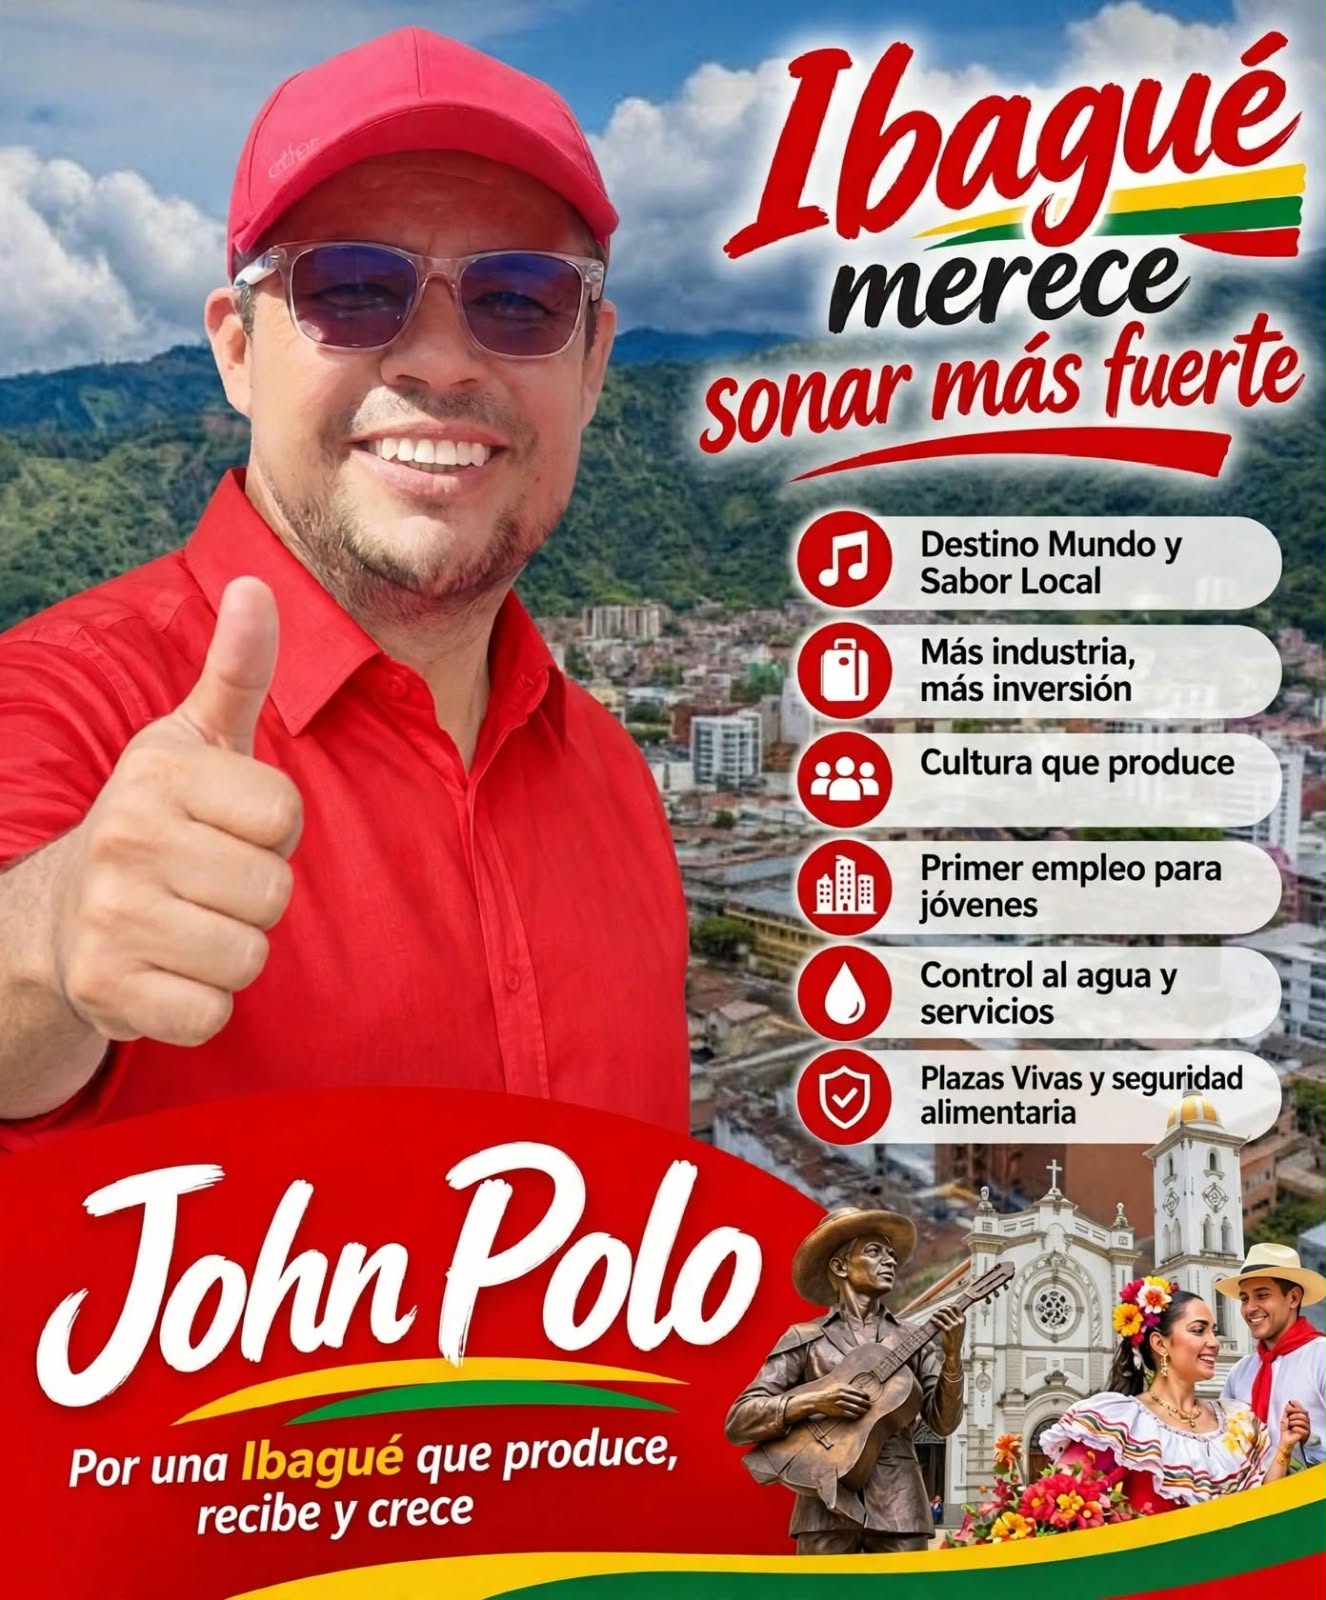 Ibagué
merece
sonar más fuerte
Destino Mundo y
Sabor Local
Más industria,
más inversión
Cultura que produce
Primer empleo para
jóvenes
Control al agua y
servicios
Plazas Vivas y seguridad
alimentaria
John Polo
Por una Ibagué que produce,
recibe y crece